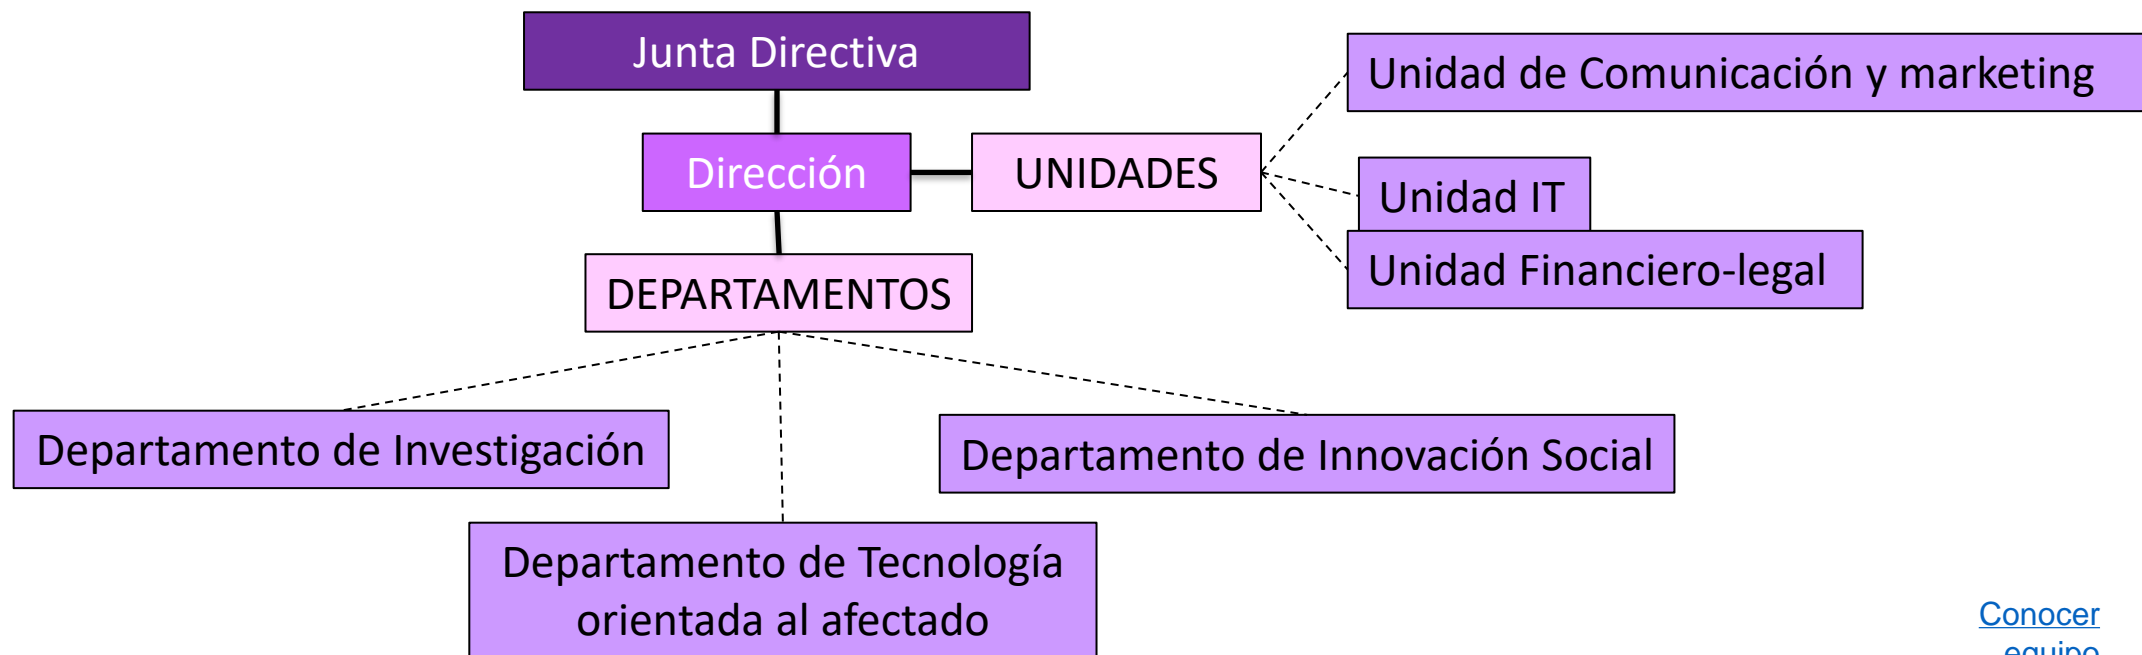 Junta Directiva
Unidad de Comunicación y marketing
Dirección
UNIDADES
Unidad IT
Unidad Financiero-legal
DEPARTAMENTOS
Departamento de Investigación
Departamento de Innovación Social
Departamento de Tecnología
orientada al afectado
Conocer
equipo